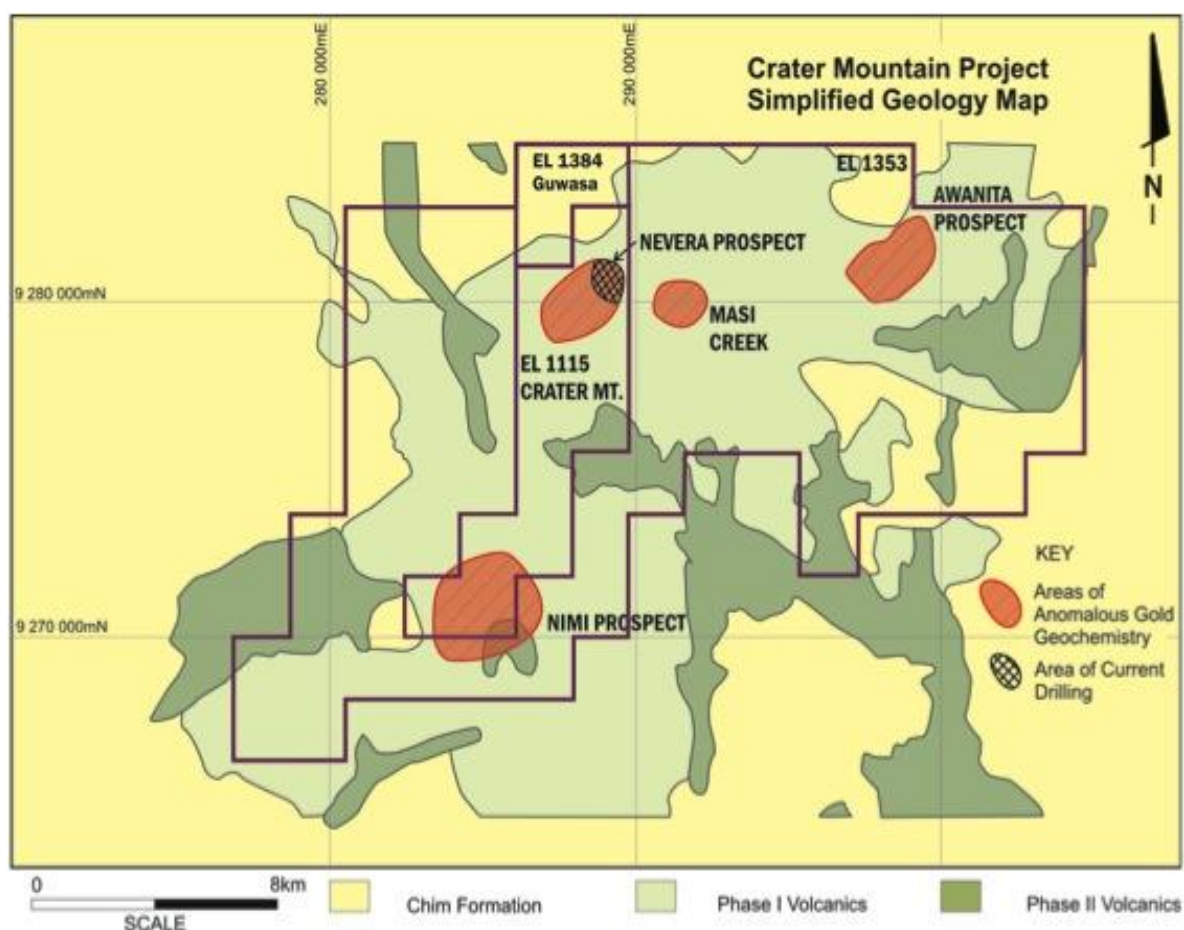 280 000mE
290 000mE
Crater Mountain Project
Simplified Geology Map
N
EL 1384
Guwasa
EL 1353
AWANITA
PROSPECT
NEVERA PROSPECT
9 280 000mN
MASI
CREEK
EL 1115
CRATER MT.
KEY
Areas of
Anomalous Gold
Geochemistry
9 270 000mN
NIMI PROSPECT
Area of Current
Drilling
0 8km
SCALE
Chim Formation
Phase I Volcanics
Phase II Volcanics